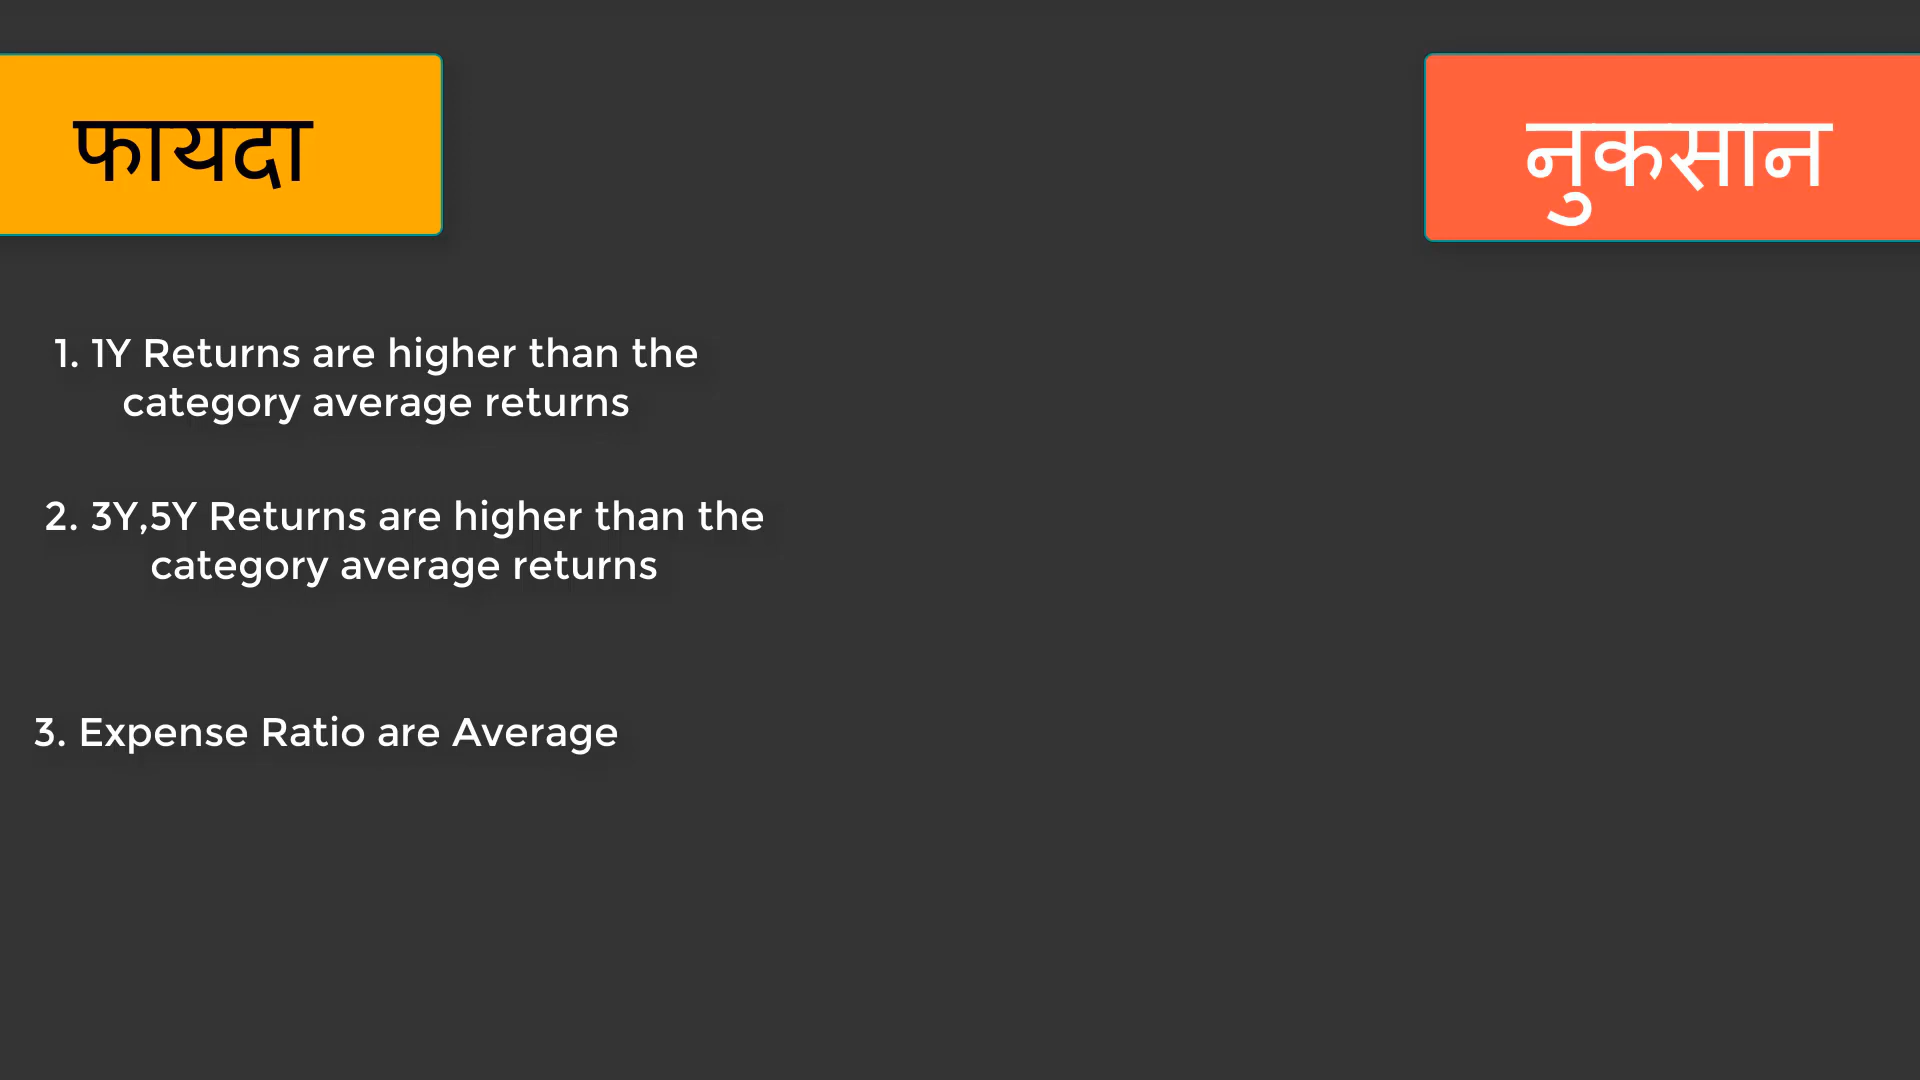 फायदा
नुकसान
1. 1Y Returns are higher than the
category average returns
2. 3Y,5Y Returns are higher than the
category average returns
3. Expense Ratio are Average